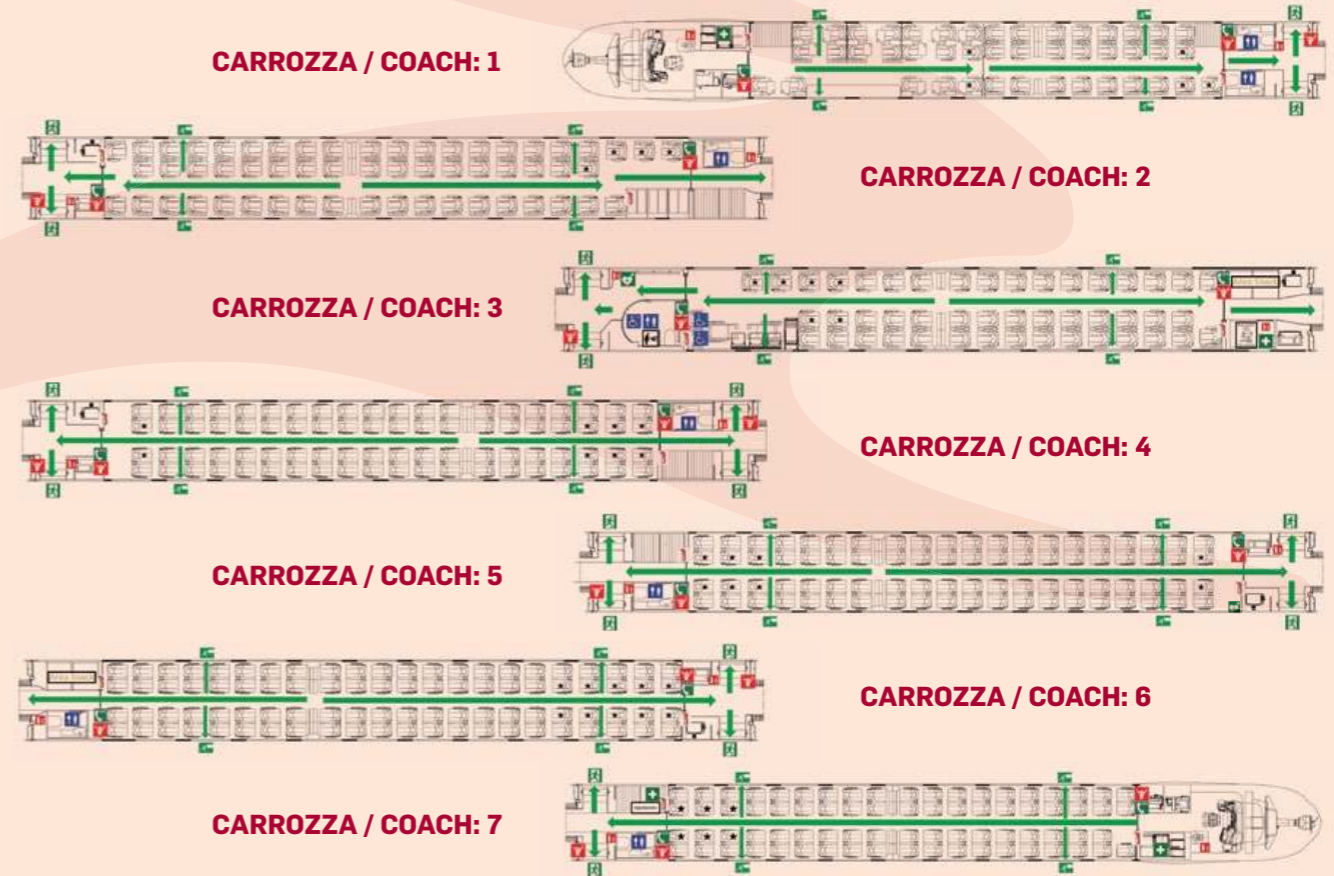 CARROZZA / COACH: 1
CARROZZA / COACH: 2
CARROZZA / COACH: 3
CARROZZA / COACH: 4
CARROZZA / COACH: 5
CARROZZA / COACH: 6
CARROZZA / COACH: 7